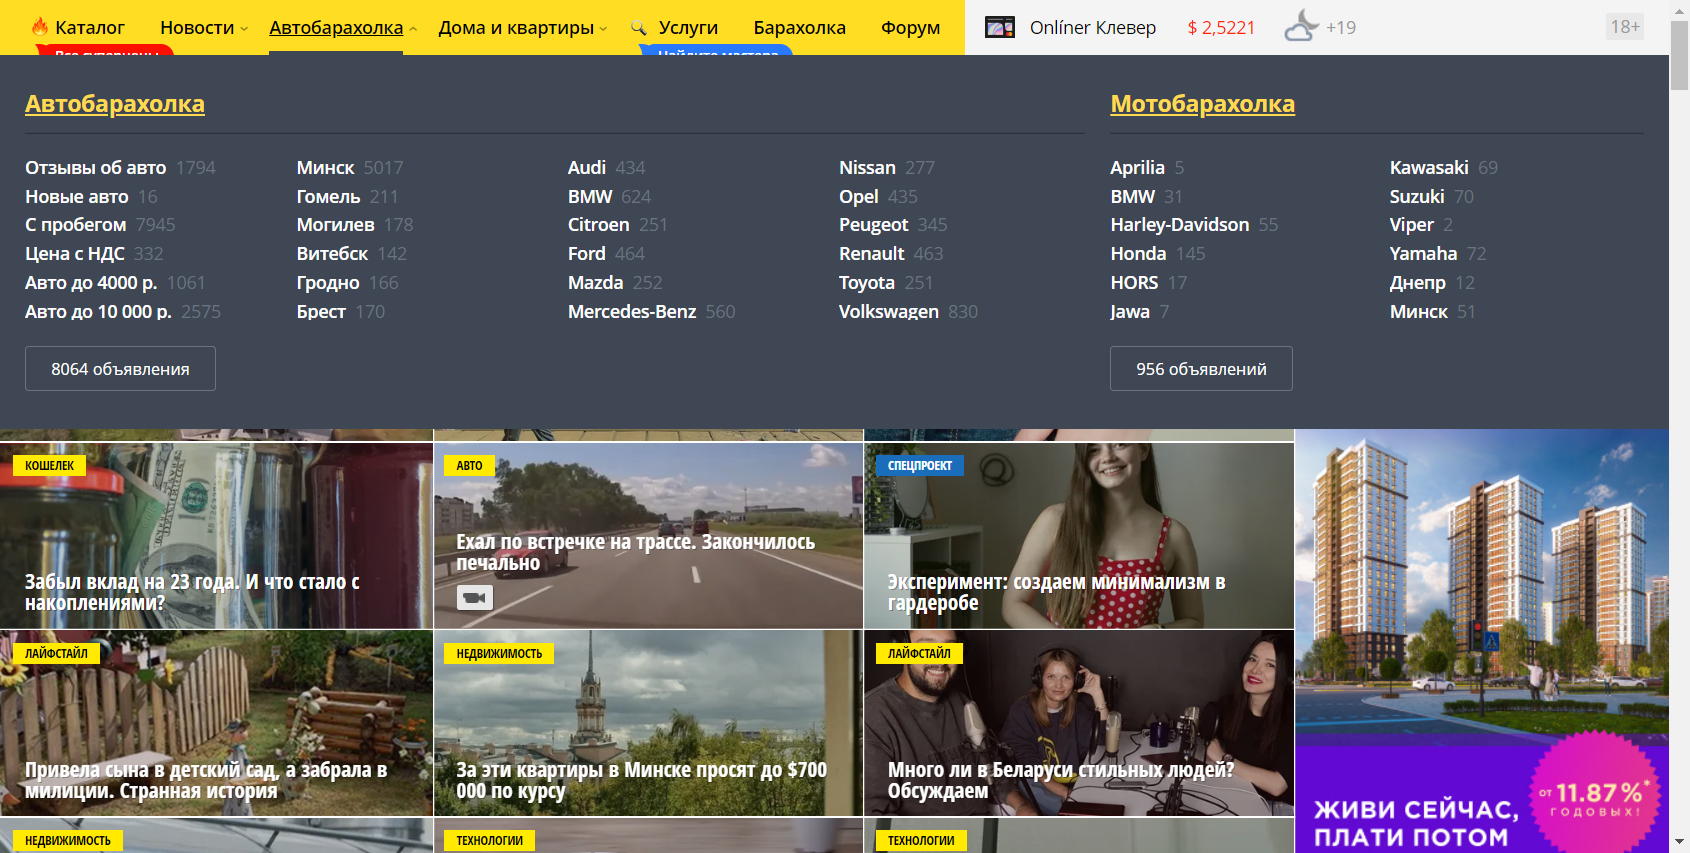 Каталог
Новости
Автобарахолка
Дома и квартиры
Услуги
Барахолка
Форум
Onlíner Клевер
$ 2,5221
+19
18+
Все суперцены
Найдите мастера
Автобарахолка
Отзывы об авто 1794
Новые авто 16
С пробегом 7945
Цена с НДС 332
Авто до 4000 р. 1061
Авто до 10 000 р. 2575
Минск 5017
Гомель 211
Могилев 178
Витебск 142
Гродно 166
Брест 170
Audi 434
BMW 624
Citroen 251
Ford 464
Mazda 252
Mercedes-Benz 560
Nissan 277
Opel 435
Peugeot 345
Renault 463
Toyota 251
Volkswagen 830
8064 объявления
Мотобарахолка
Aprilia 5
BMW 31
Harley-Davidson 55
Honda 145
HORS 17
Jawa 7
Kawasaki 69
Suzuki 70
Viper 2
Yamaha 72
Днепр 12
Минск 51
956 объявлений
КОШЕЛЕК
Забыл вклад на 23 года. И что стало с
накоплениями?
АВТО
Ехал по встречке на трассе. Закончилось
печально
СПЕЦПРОЕКТ
Эксперимент: создаем минимализм в
гардеробе
ЛАЙФСТАЙЛ
Привела сына в детский сад, а забрала в
милиции. Странная история
НЕДВИЖИМОСТЬ
За эти квартиры в Минске просят до $700
000 по курсу
ЛАЙФСТАЙЛ
Много ли в Беларуси стильных людей?
Обсуждаем
НЕДВИЖИМОСТЬ
ТЕХНОЛОГИИ
ТЕХНОЛОГИИ
ОТ 11.87%*
ГОДОВЫХ!
ЖИВИ СЕЙЧАС,
ПЛАТИ ПОТОМ